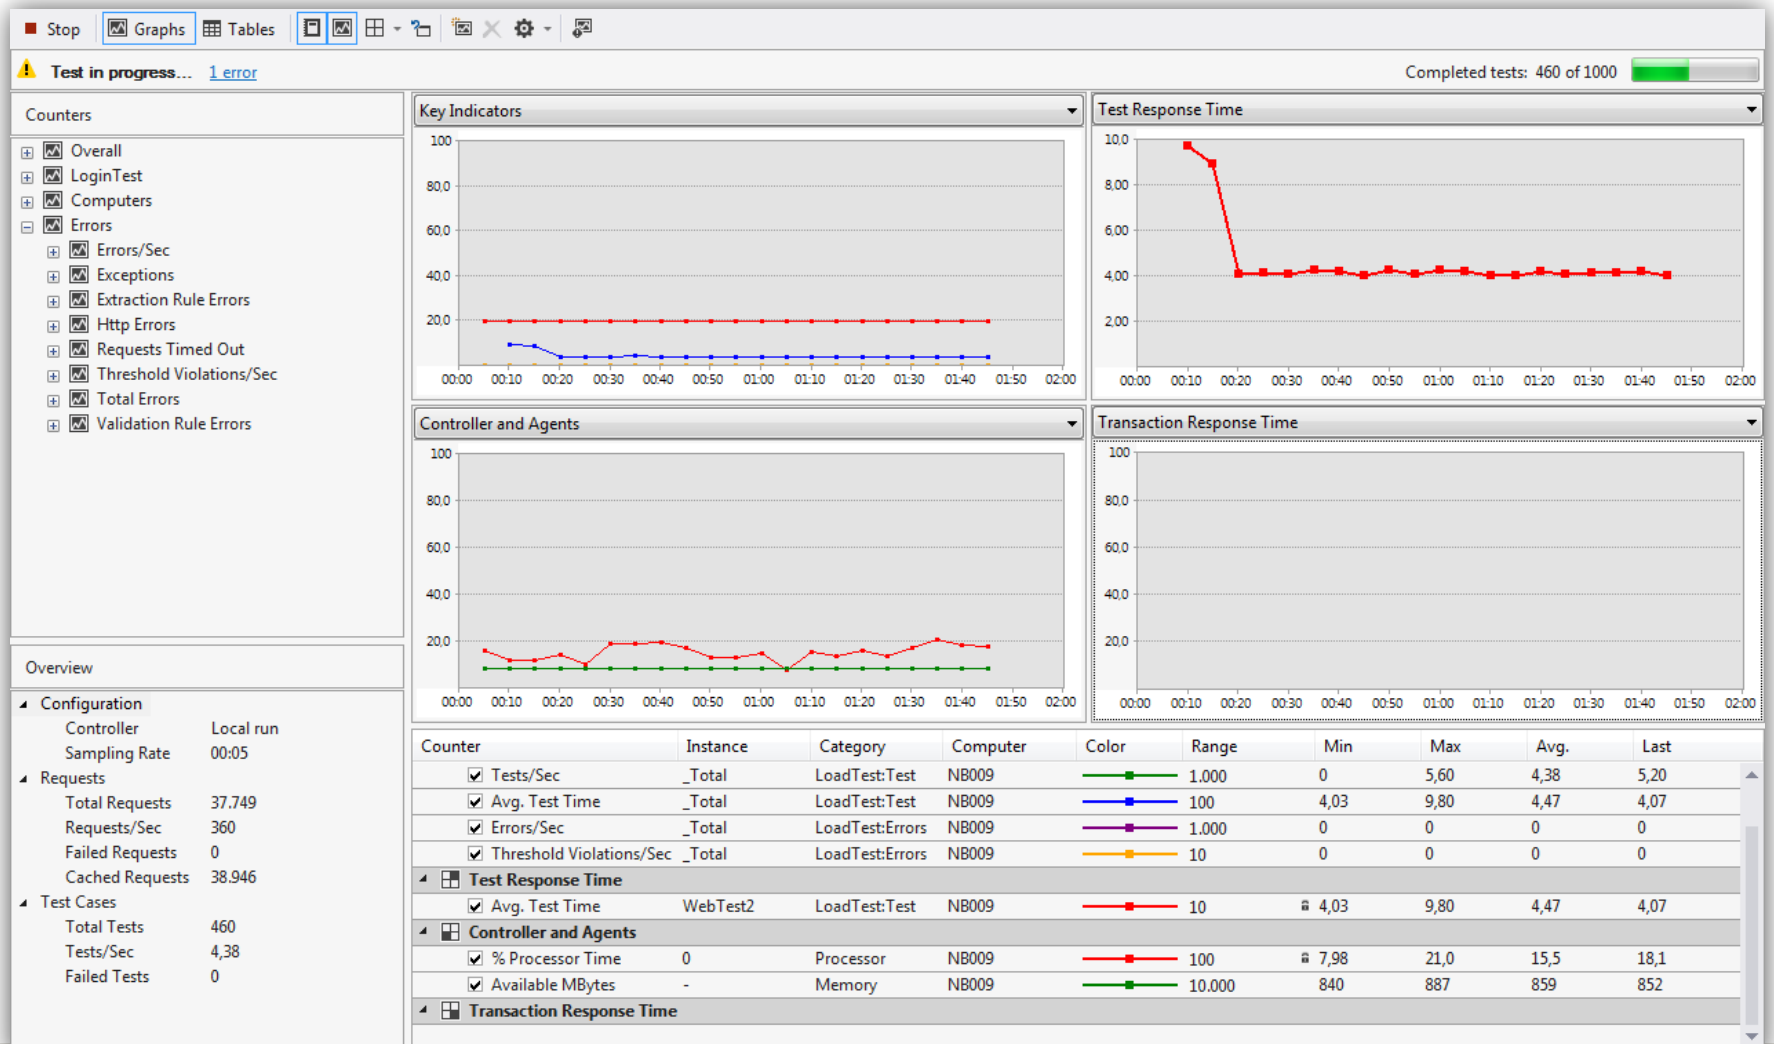 Stop Graphs Tables
Test in progress... 1 error Completed tests: 460 of 1000
Counters
Overall
LoginTest
Computers
Errors
Errors/Sec
Exceptions
Extraction Rule Errors
Http Errors
Requests Timed Out
Threshold Violations/Sec
Total Errors
Validation Rule Errors
Overview
Configuration
Controller Local run
Sampling Rate 00:05
Requests
Total Requests 37.749
Requests/Sec 360
Failed Requests 0
Cached Requests 38.946
Test Cases
Total Tests 460
Tests/Sec 4,38
Failed Tests 0
Key Indicators
100
80,0
60,0
40,0
20,0
00:00 00:10 00:20 00:30 00:40 00:50 01:00 01:10 01:20 01:30 01:40 01:50 02:00
Test Response Time
10,0
8,00
6,00
4,00
2,00
00:00 00:10 00:20 00:30 00:40 00:50 01:00 01:10 01:20 01:30 01:40 01:50 02:00
Controller and Agents
100
80,0
60,0
40,0
20,0
00:00 00:10 00:20 00:30 00:40 00:50 01:00 01:10 01:20 01:30 01:40 01:50 02:00
Transaction Response Time
100
80,0
60,0
40,0
20,0
00:00 00:10 00:20 00:30 00:40 00:50 01:00 01:10 01:20 01:30 01:40 01:50 02:00
Counter Instance Category Computer Color Range Min Max Avg. Last
Tests/Sec _Total LoadTest:Test NB009 1.000 0 5,60 4,38 5,20
Avg. Test Time _Total LoadTest:Test NB009 100 4,03 9,80 4,47 4,07
Errors/Sec _Total LoadTest:Errors NB009 1.000 0 0 0 0
Threshold Violations/Sec _Total LoadTest:Errors NB009 10 0 0 0 0
Test Response Time
Avg. Test Time WebTest2 LoadTest:Test NB009 10 4,03 9,80 4,47 4,07
Controller and Agents
% Processor Time 0 Processor NB009 100 7,98 21,0 15,5 18,1
Available MBytes - Memory NB009 10.000 840 887 859 852
Transaction Response Time